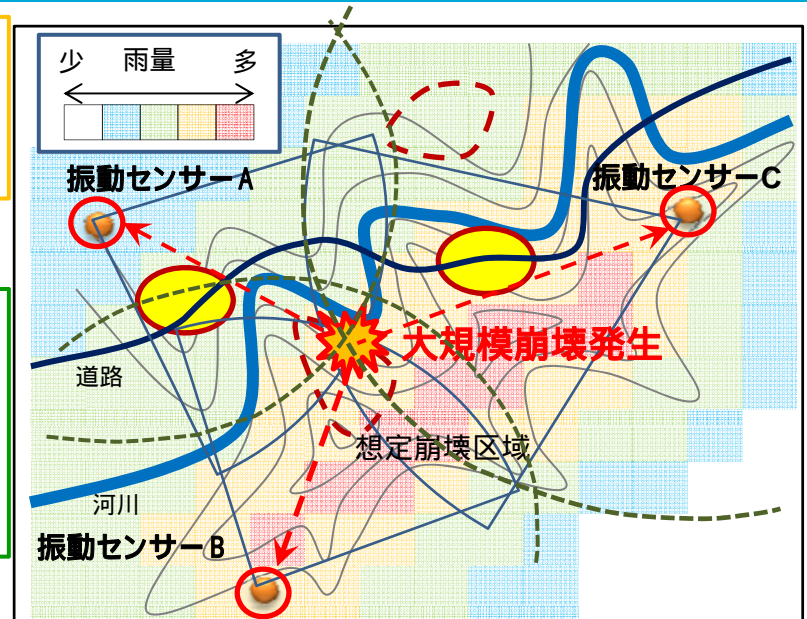 少 雨量 多
振動センサーA
振動センサーC
大規模崩壊発生
道路
想定崩壊区域
河川
振動センサーB